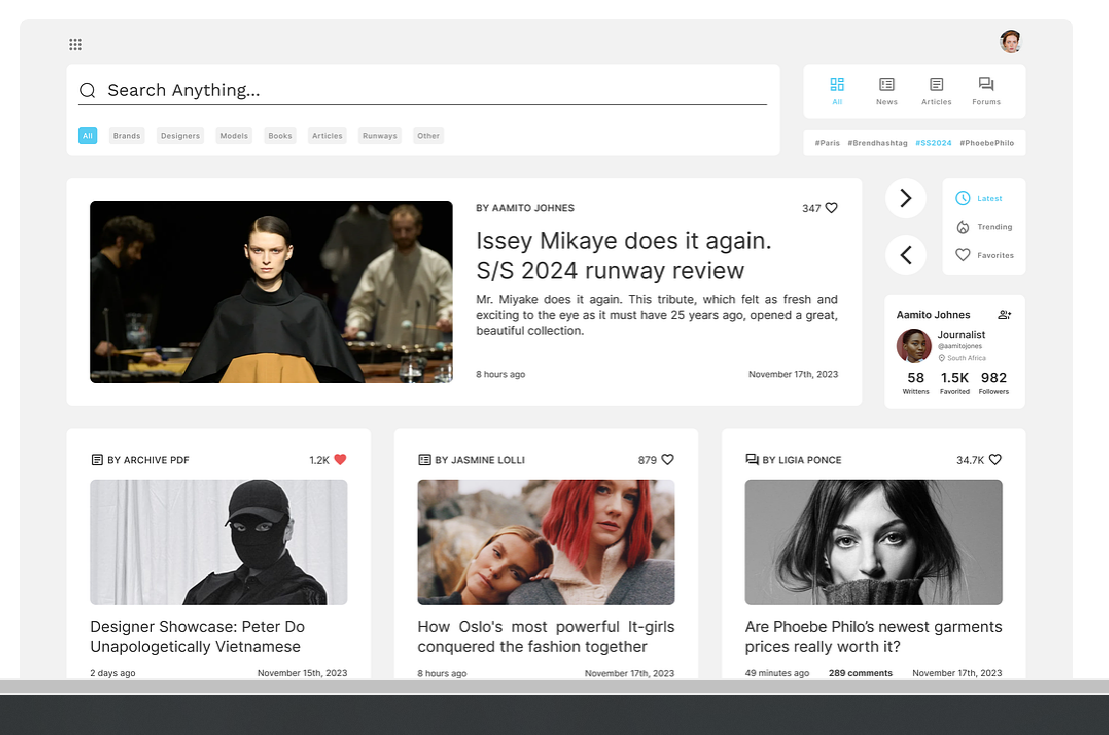 Search Anything...
All
Brands
Designers
Models
Books
Articles
Runways
Other
All
News
Articles
Forums
#Paris #Brendhashtag #SS2024 #PhoebePhilo
BY AAMITO JOHNES
347
Issey Mikaye does it again.
S/S 2024 runway review
Mr. Miyake does it again. This tribute, which felt as fresh and
exciting to the eye as it must have 25 years ago, opened a great,
beautiful collection.
8 hours ago
November 17th, 2023
Latest
Trending
Favorites
Aamito Johnes
Journalist
@aamitojones
South Africa
58 1.5K 982
Writtens Favorited Followers
BY ARCHIVE PDF
1.2K
Designer Showcase: Peter Do
Unapologetically Vietnamese
2 days ago
November 15th, 2023
BY JASMINE LOLLI
879
How Oslo's most powerful It-girls
conquered the fashion together
8 hours ago
November 17th, 2023
BY LIGIA PONCE
34.7K
Are Phoebe Philo's newest garments
prices really worth it?
49 minutes ago
289 comments
November 17th, 2023